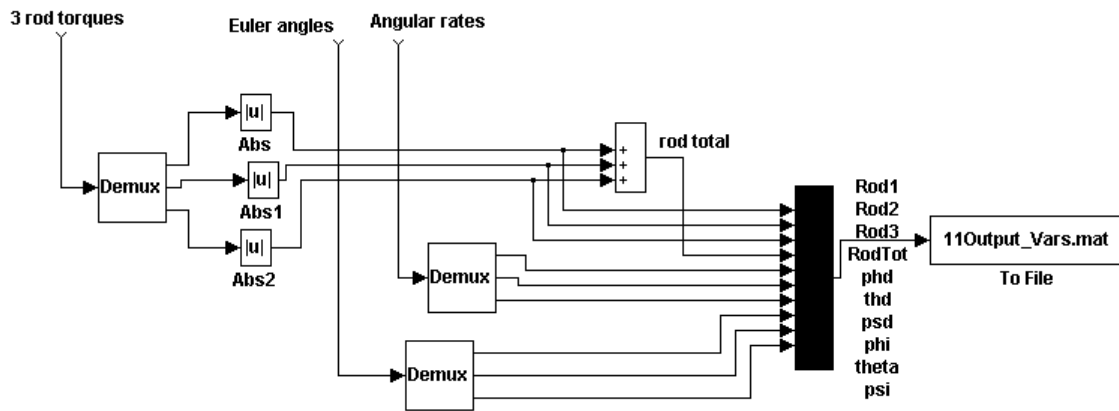 3 rod torques
Euler angles
Angular rates
|u|
Abs
|u|
Abs1
|u|
Abs2
Demux
+
+
+
rod total
Demux
Demux
Rod1
Rod2
Rod3
RodTot
phd
thd
psd
phi
theta
psi
11Output_Vars.mat
To File